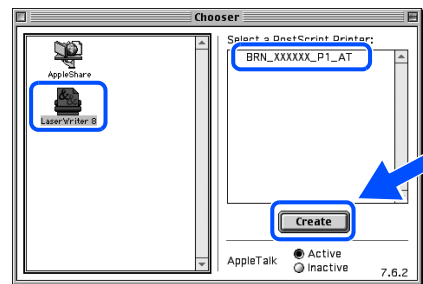 Chooser
Select a PostScript Printer:
BRN_XXXXXX_P1_AT
AppleShare
LaserWriter 8
Create
AppleTalk
Active
Inactive
7.6.2